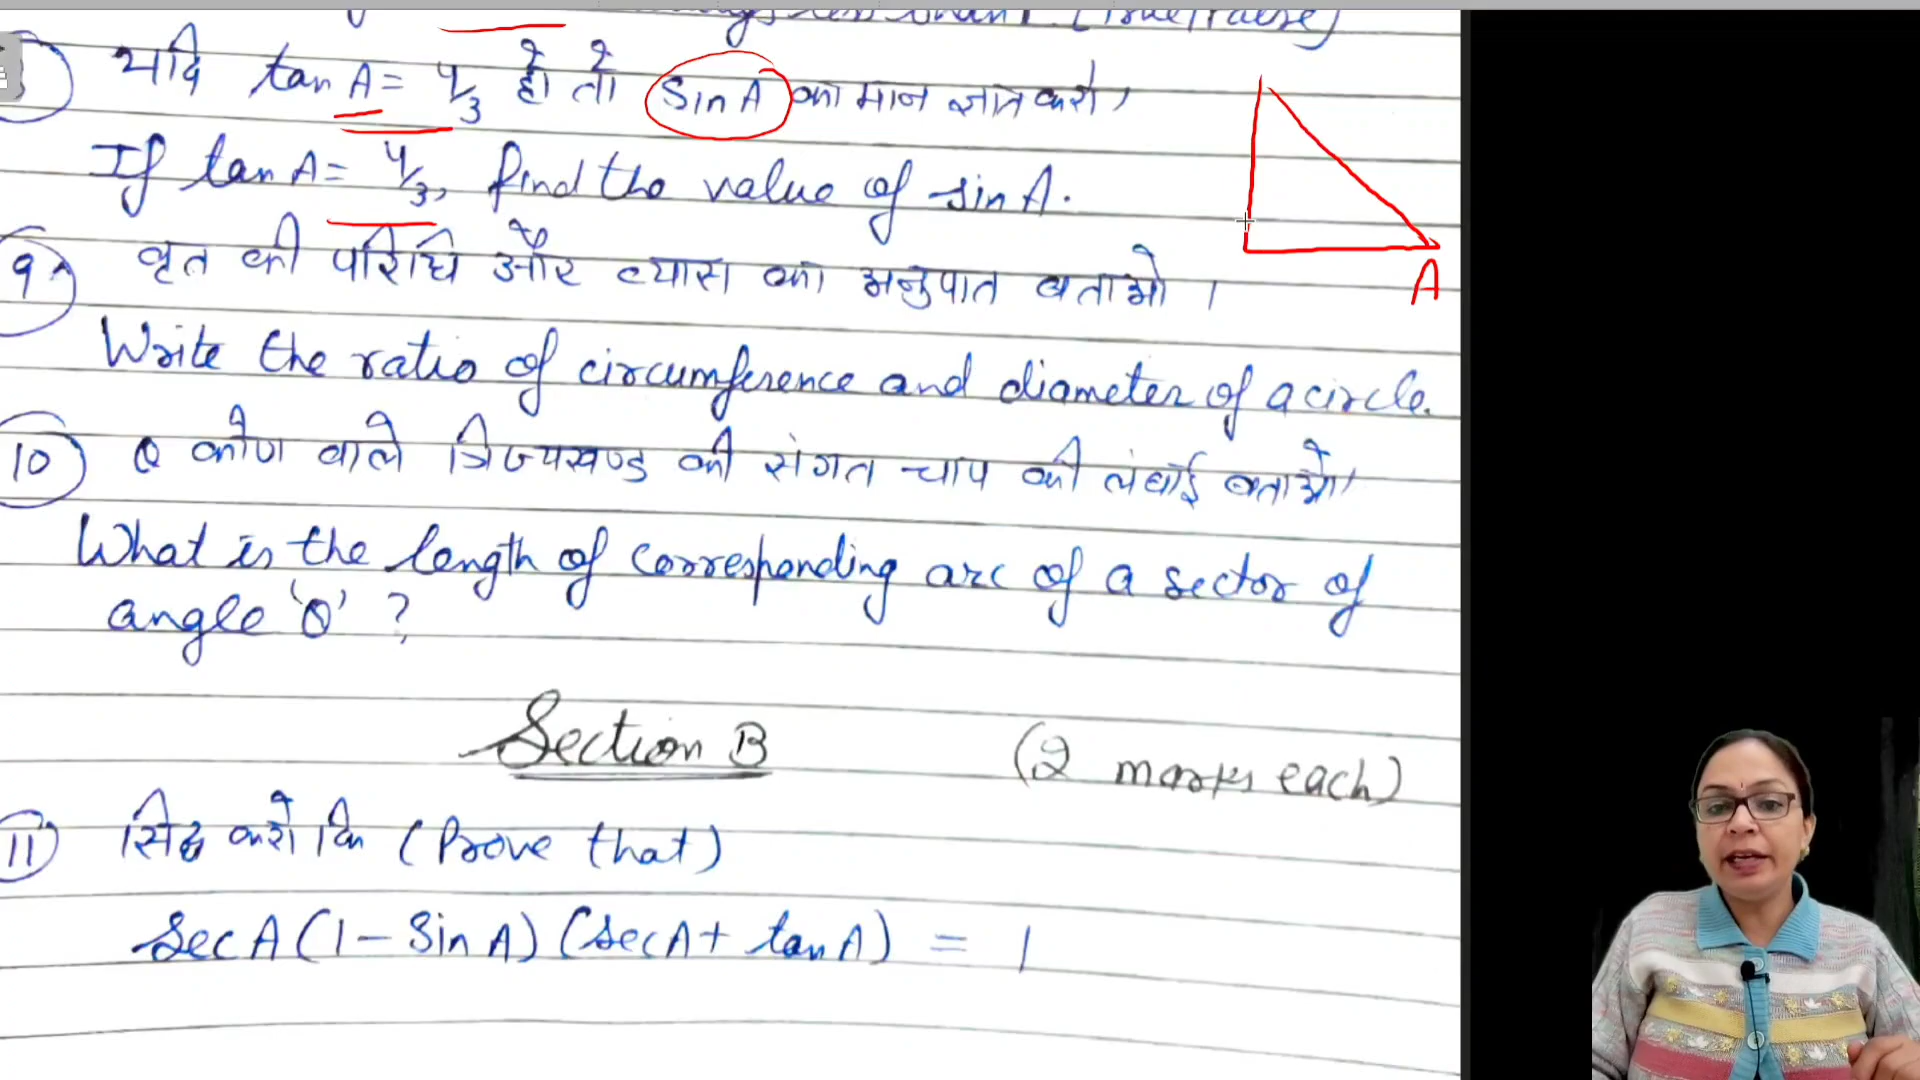 यदि tan A = 4/3 हो तो sin A का मान ज्ञात करो,
A
If tan A = 4/3, find the value of sin A.
9. वृत की परिधि और व्यास का अनुपात बताओ ।
Write the ratio of circumference and diameter of a circle.
10 θ कोण वाले त्रिज्यखण्ड की संगत चाप की लंबाई बताओ,
What is the length of corresponding arc of a sector of
angle 'θ' ?
Section B (2 marks each)
11 सिद्ध करो कि (Prove that)
sec A (1 - sin A) (sec A + tan A) = 1